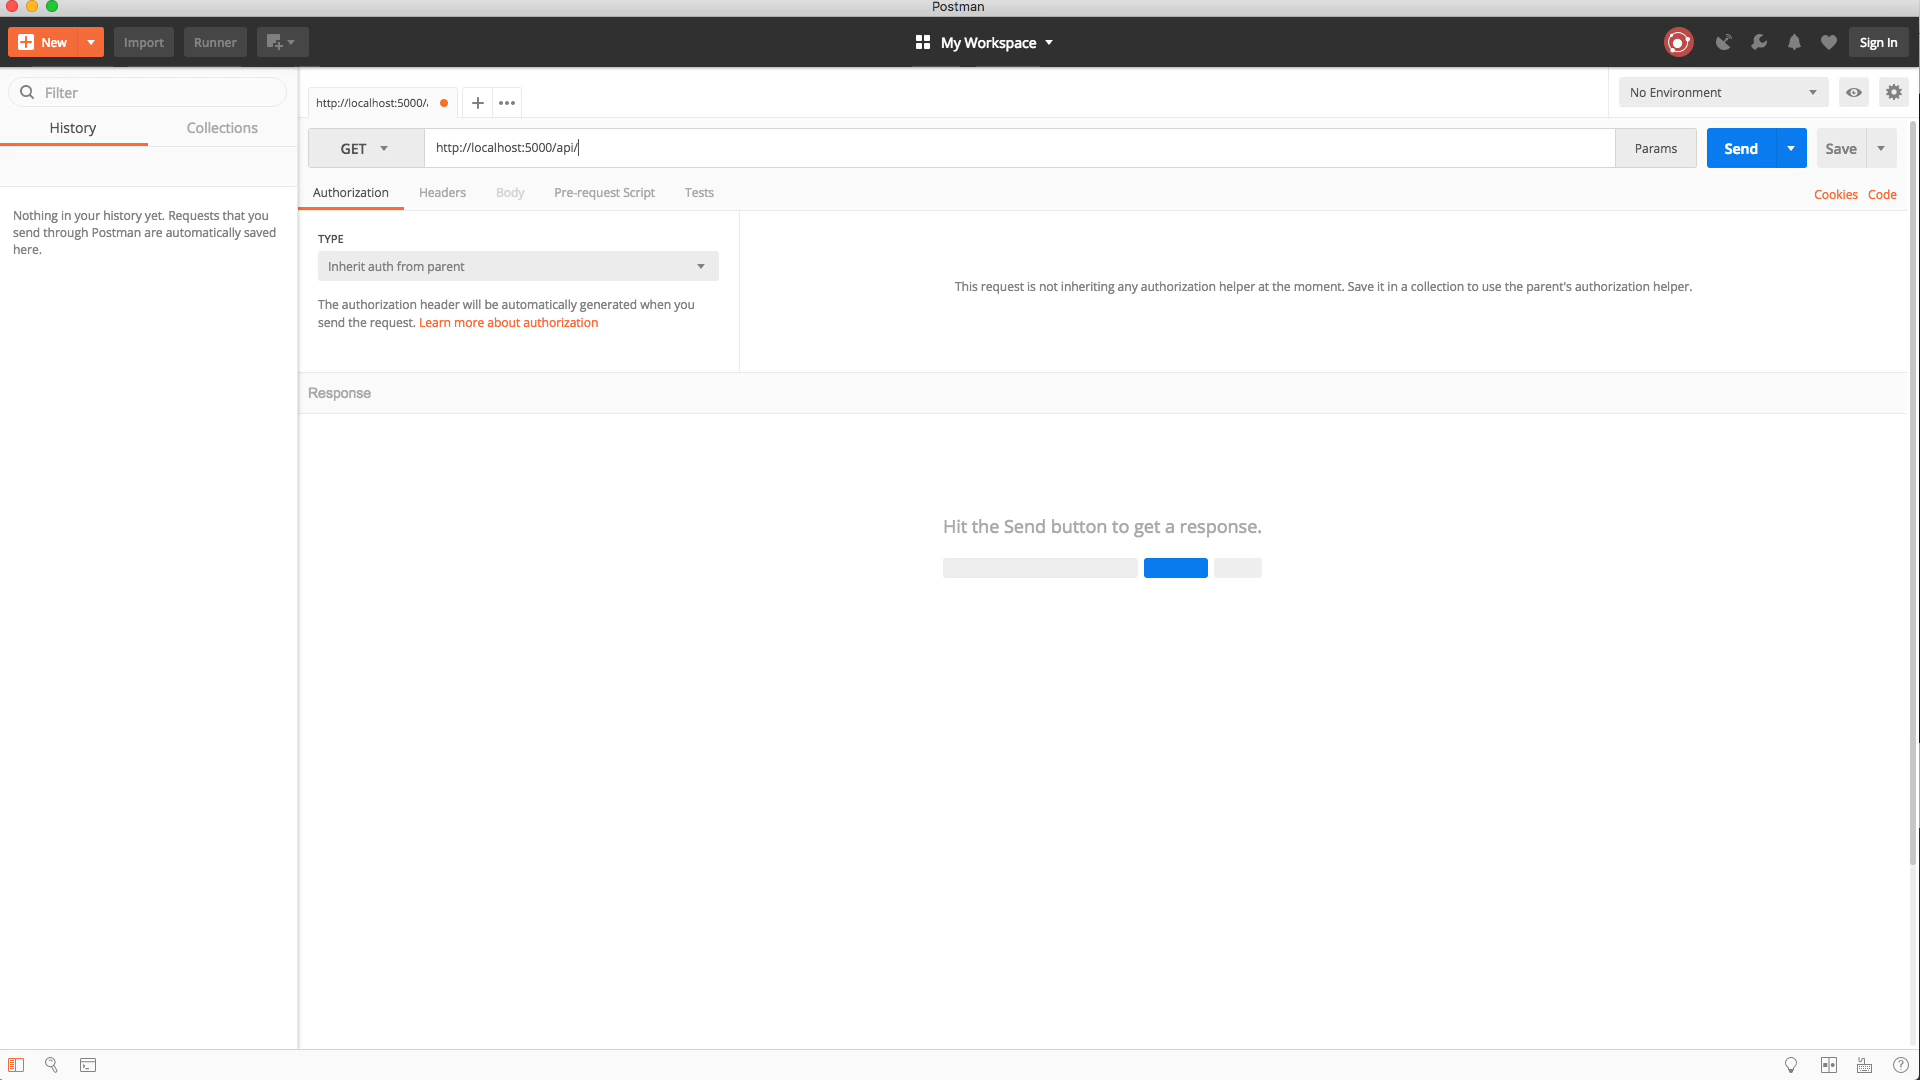 Postman
New
Import
Runner
My Workspace
Sign In
Filter
History
Collections
Nothing in your history yet. Requests that you
send through Postman are automatically saved
here.
http://localhost:5000/
No Environment
GET
http://localhost:5000/api/
Params
Send
Save
Authorization
Headers
Body
Pre-request Script
Tests
Cookies
Code
TYPE
Inherit auth from parent
The authorization header will be automatically generated when you
send the request. Learn more about authorization
This request is not inheriting any authorization helper at the moment. Save it in a collection to use the parent's authorization helper.
Response
Hit the Send button to get a response.